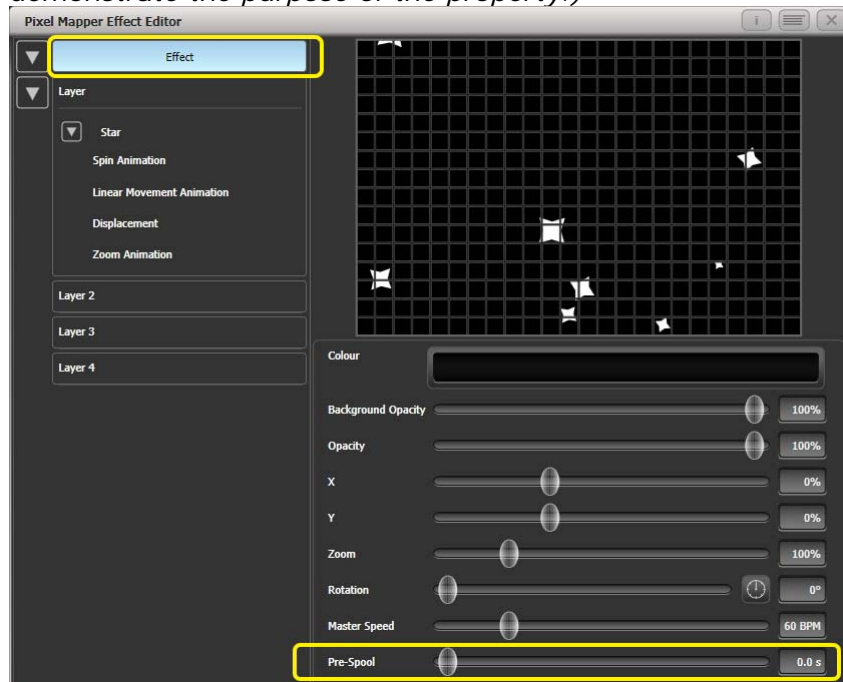 demonstrate the purpose of the property.)
Pixel Mapper Effect Editor
i
Effect
Layer
Star
Spin Animation
Linear Movement Animation
Displacement
Zoom Animation
Layer 2
Layer 3
Layer 4
Colour
Background Opacity 100%
Opacity 100%
X 0%
Y 0%
Zoom 100%
Rotation 0°
Master Speed 60 BPM
Pre-Spool 0.0 s